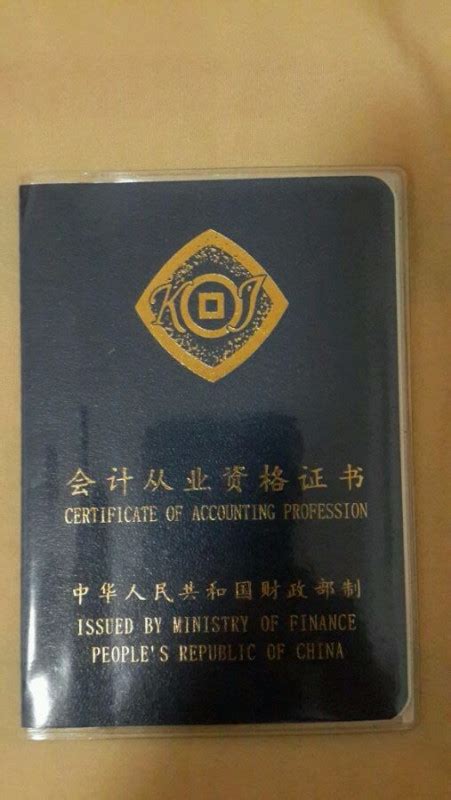 KJ
会计从业资格证书
CERTIFICATE OF ACCOUNTING PROFESSION
中华人民共和国财政部制
ISSUED BY MINISTRY OF FINANCE
PEOPLE'S REPUBLIC OF CHINA